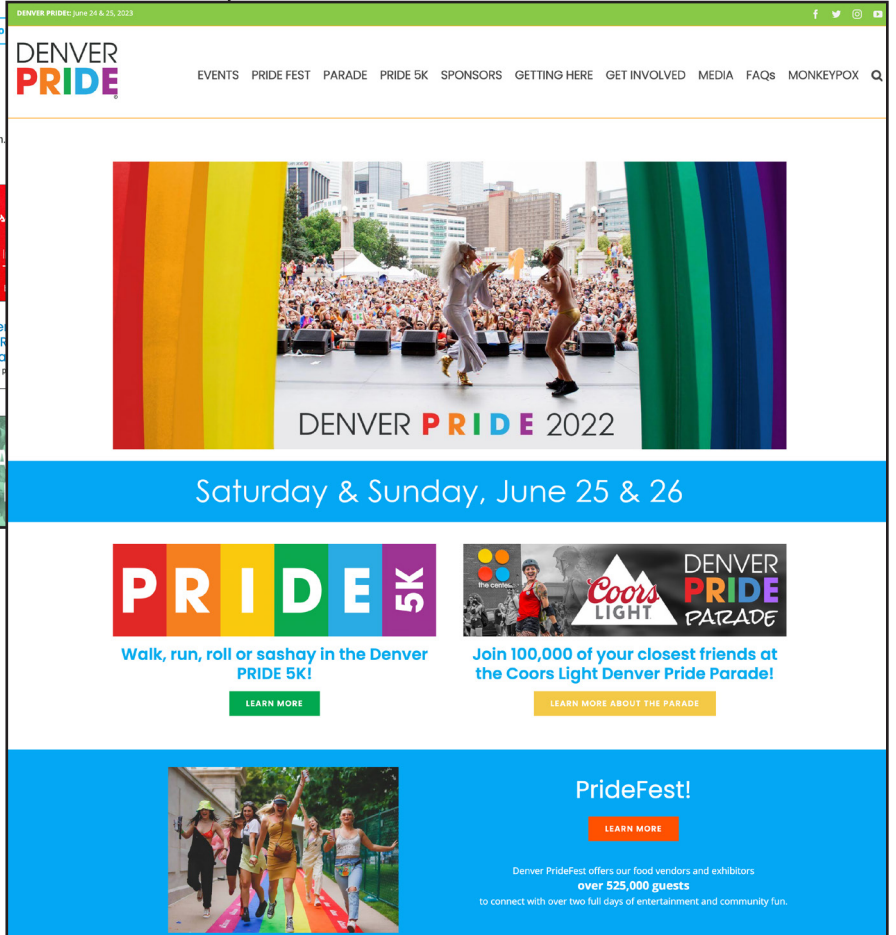 DENVER PRIDE: June 24 & 25, 2023
DENVER
PRIDE
EVENTS PRIDE FEST PARADE PRIDE 5K SPONSORS GETTING HERE GET INVOLVED MEDIA FAQs MONKEYPOX
DENVER PRIDE 2022
Saturday & Sunday, June 25 & 26
PRIDE 5K
the center
Coors
LIGHT
DENVER
PRIDE
PARADE
Walk, run, roll or sashay in the Denver
PRIDE 5K!
LEARN MORE
Join 100,000 of your closest friends at
the Coors Light Denver Pride Parade!
LEARN MORE ABOUT THE PARADE
PrideFest!
LEARN MORE
Denver PrideFest offers our food vendors and exhibitors
over 525,000 guests
to connect with over two full days of entertainment and community fun.